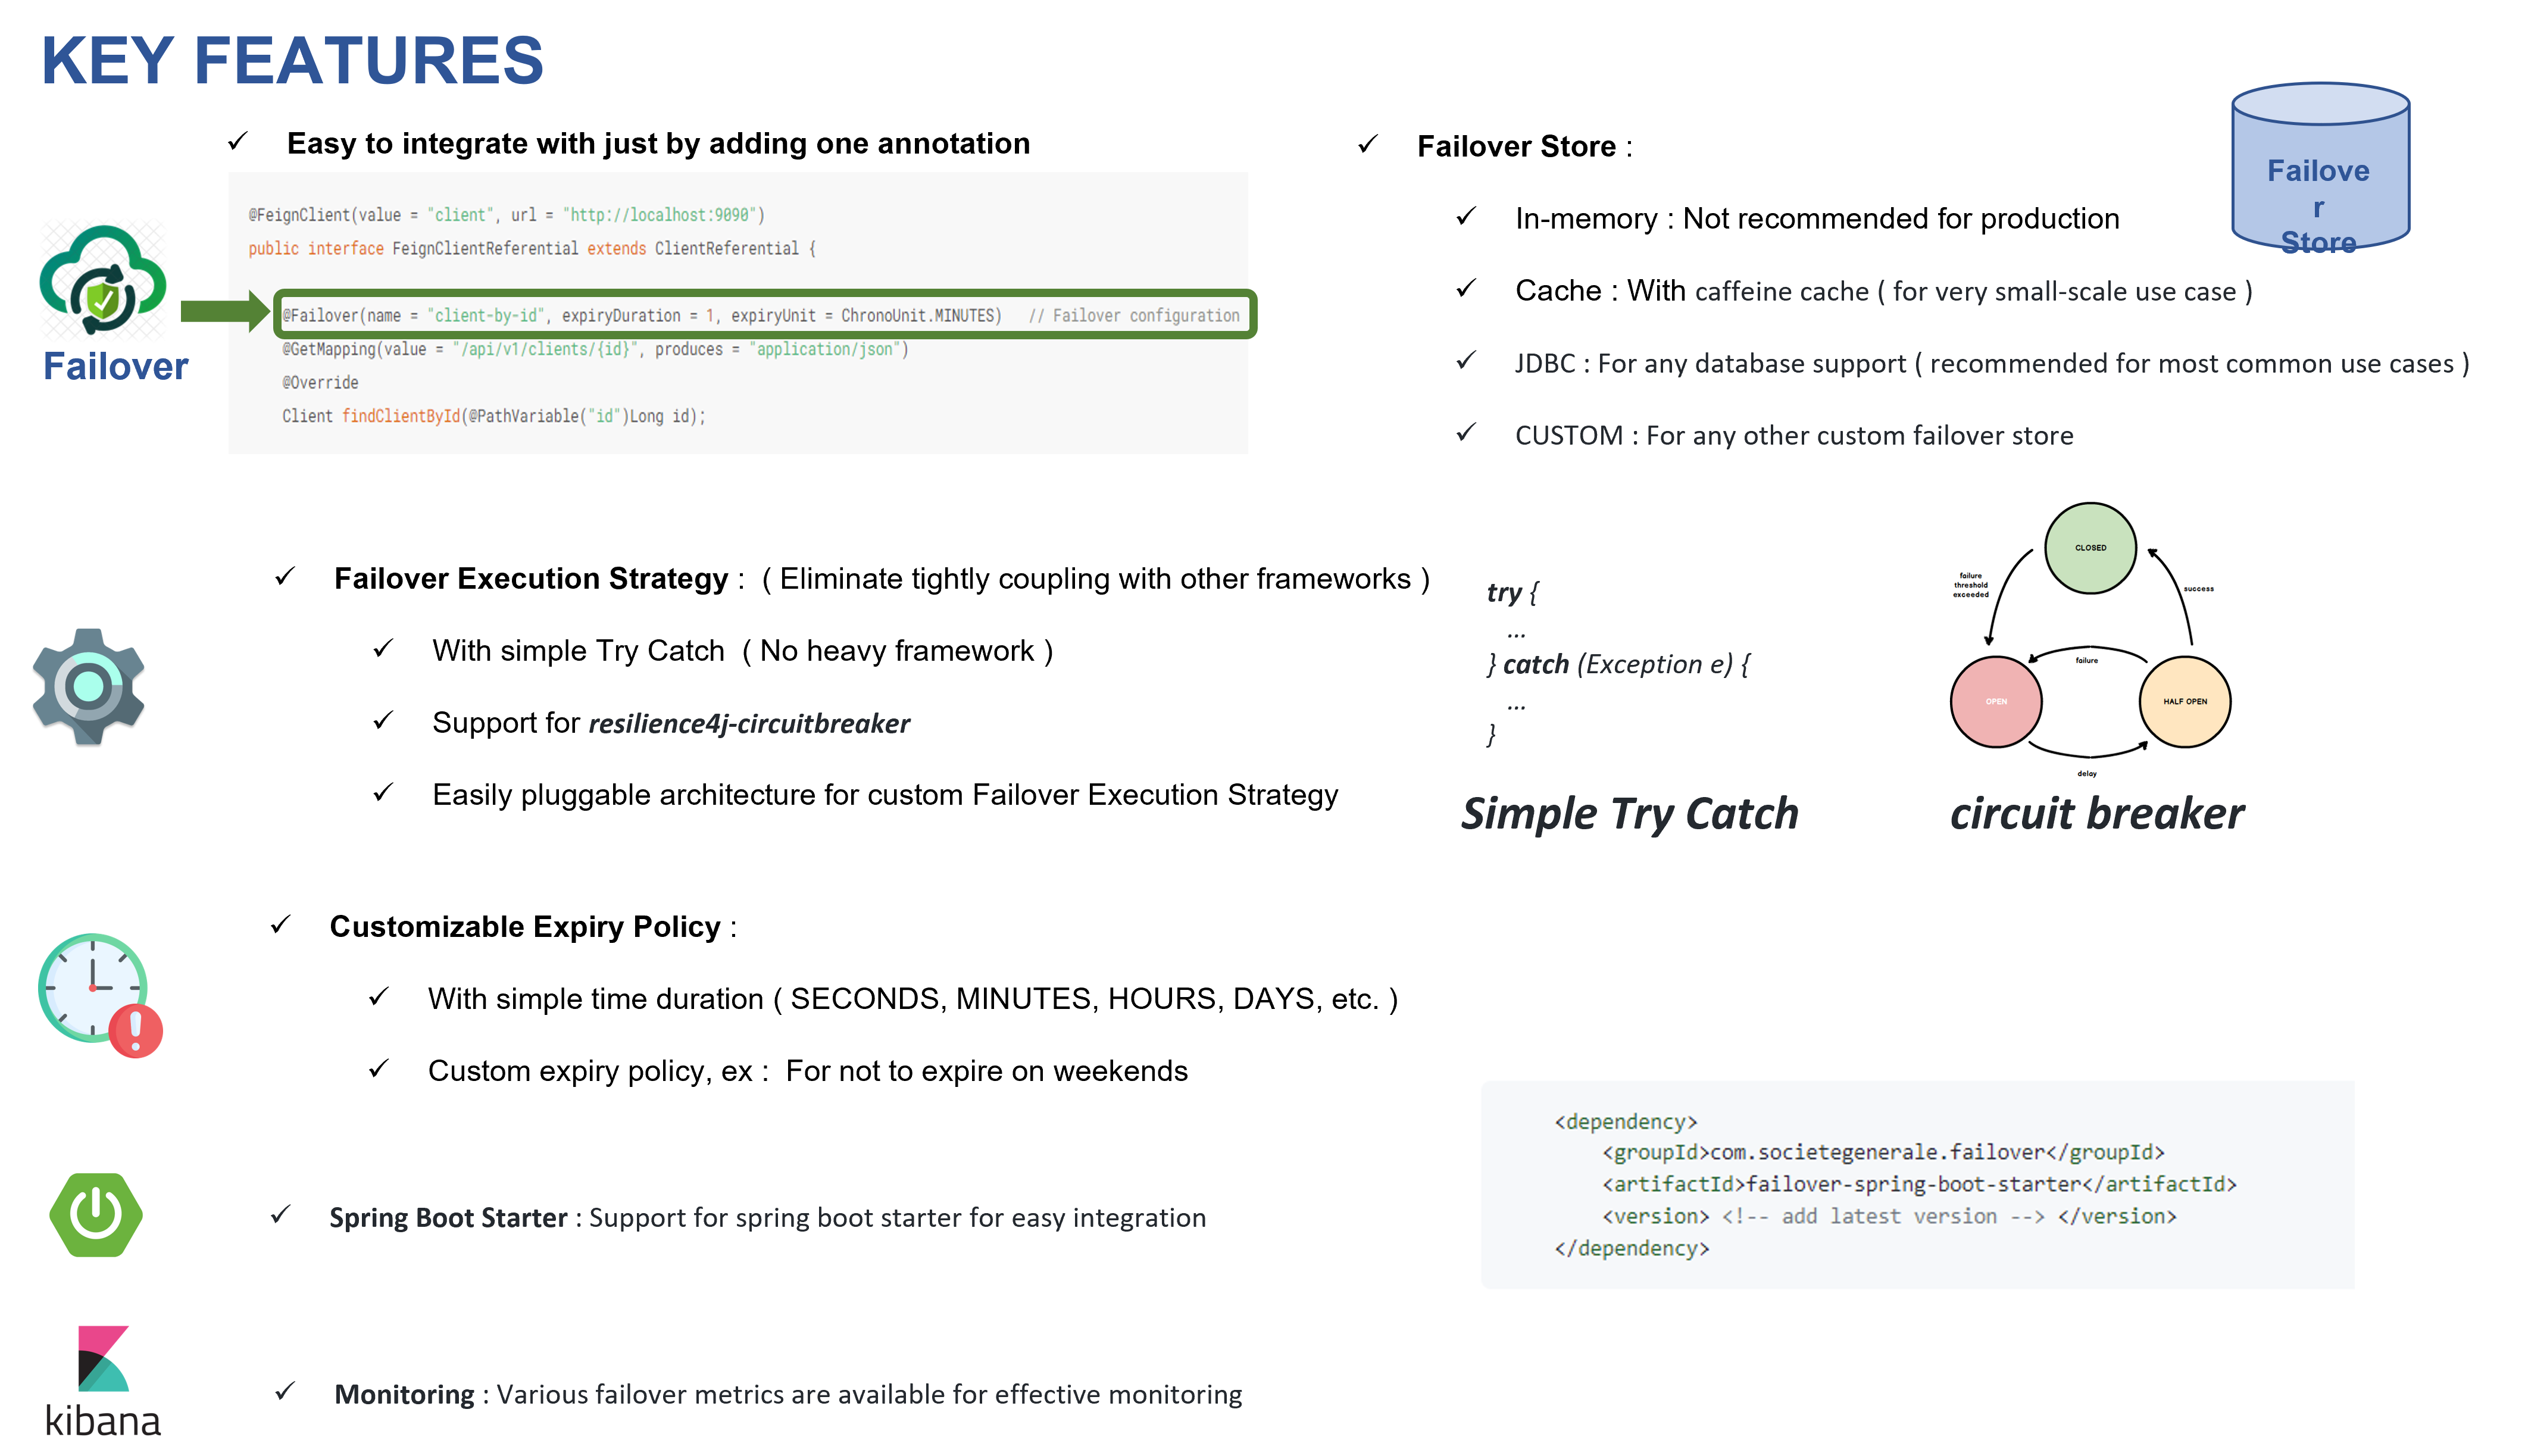 KEY FEATURES
Easy to integrate with just by adding one annotation
@FeignClient(value = "client", url = "http://localhost:9090")
public interface FeignClientReferential extends ClientReferential {
@Failover(name = "client-by-id", expiryDuration = 1, expiryUnit = ChronoUnit.MINUTES)   // Failover configuration
@GetMapping(value = "/api/v1/clients/{id}", produces = "application/json")
@Override
Client findClientById(@PathVariable("id")Long id);
Failover
Failover Store :
In-memory : Not recommended for production
Cache : With caffeine cache ( for very small-scale use case )
JDBC : For any database support ( recommended for most common use cases )
CUSTOM : For any other custom failover store
Failove
r
Store
Failover Execution Strategy :  ( Eliminate tightly coupling with other frameworks )
With simple Try Catch  ( No heavy framework )
Support for resilience4j-circuitbreaker
Easily pluggable architecture for custom Failover Execution Strategy
try {
...
} catch (Exception e) {
...
}
Simple Try Catch
CLOSED
failure
threshold
exceeded
success
failure
OPEN
HALF OPEN
delay
circuit breaker
Customizable Expiry Policy :
With simple time duration ( SECONDS, MINUTES, HOURS, DAYS, etc. )
Custom expiry policy, ex :  For not to expire on weekends
<dependency>
<groupId>com.societegenerale.failover</groupId>
<artifactId>failover-spring-boot-starter</artifactId>
<version> <!-- add latest version --> </version>
</dependency>
Spring Boot Starter : Support for spring boot starter for easy integration
kibana
Monitoring : Various failover metrics are available for effective monitoring